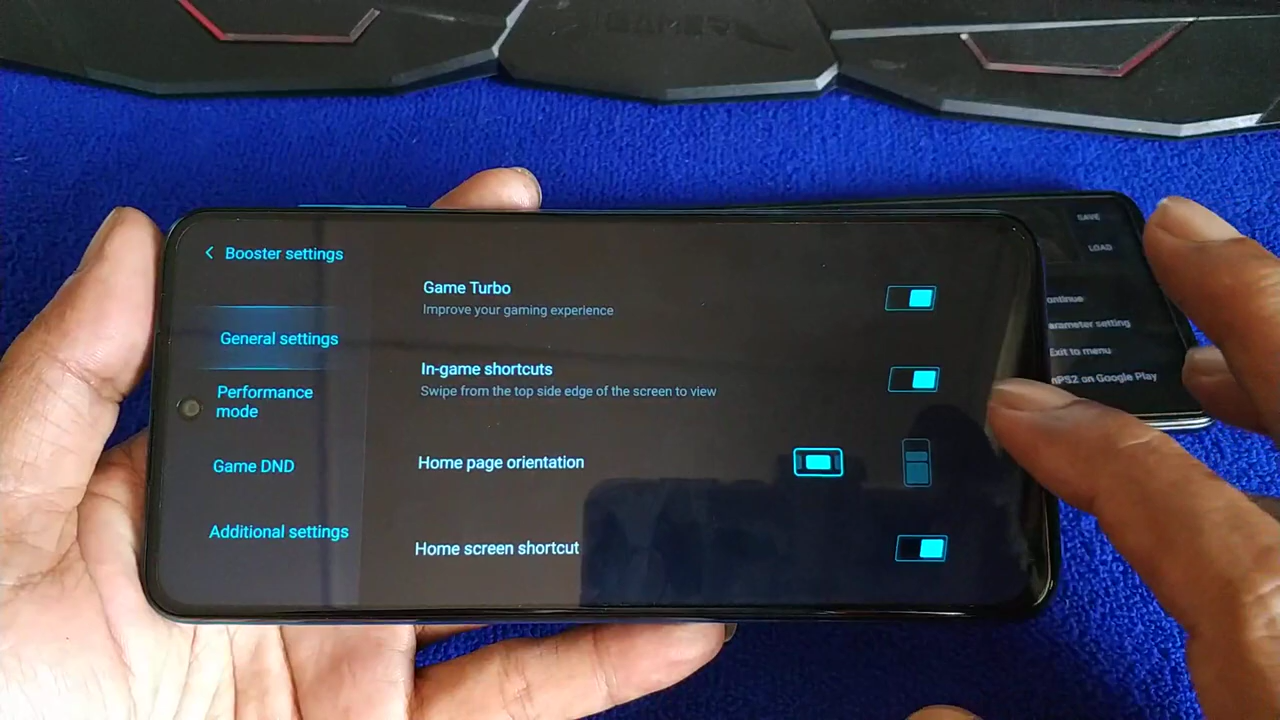 GAMER
Booster settings
General settings
Performance
mode
Game DND
Additional settings
Game Turbo
Improve your gaming experience
In-game shortcuts
Swipe from the top side edge of the screen to view
Home page orientation
Home screen shortcut
SAVE
LOAD
ontinue
arameter setting
Exit to menu
nPS2 on Google Play